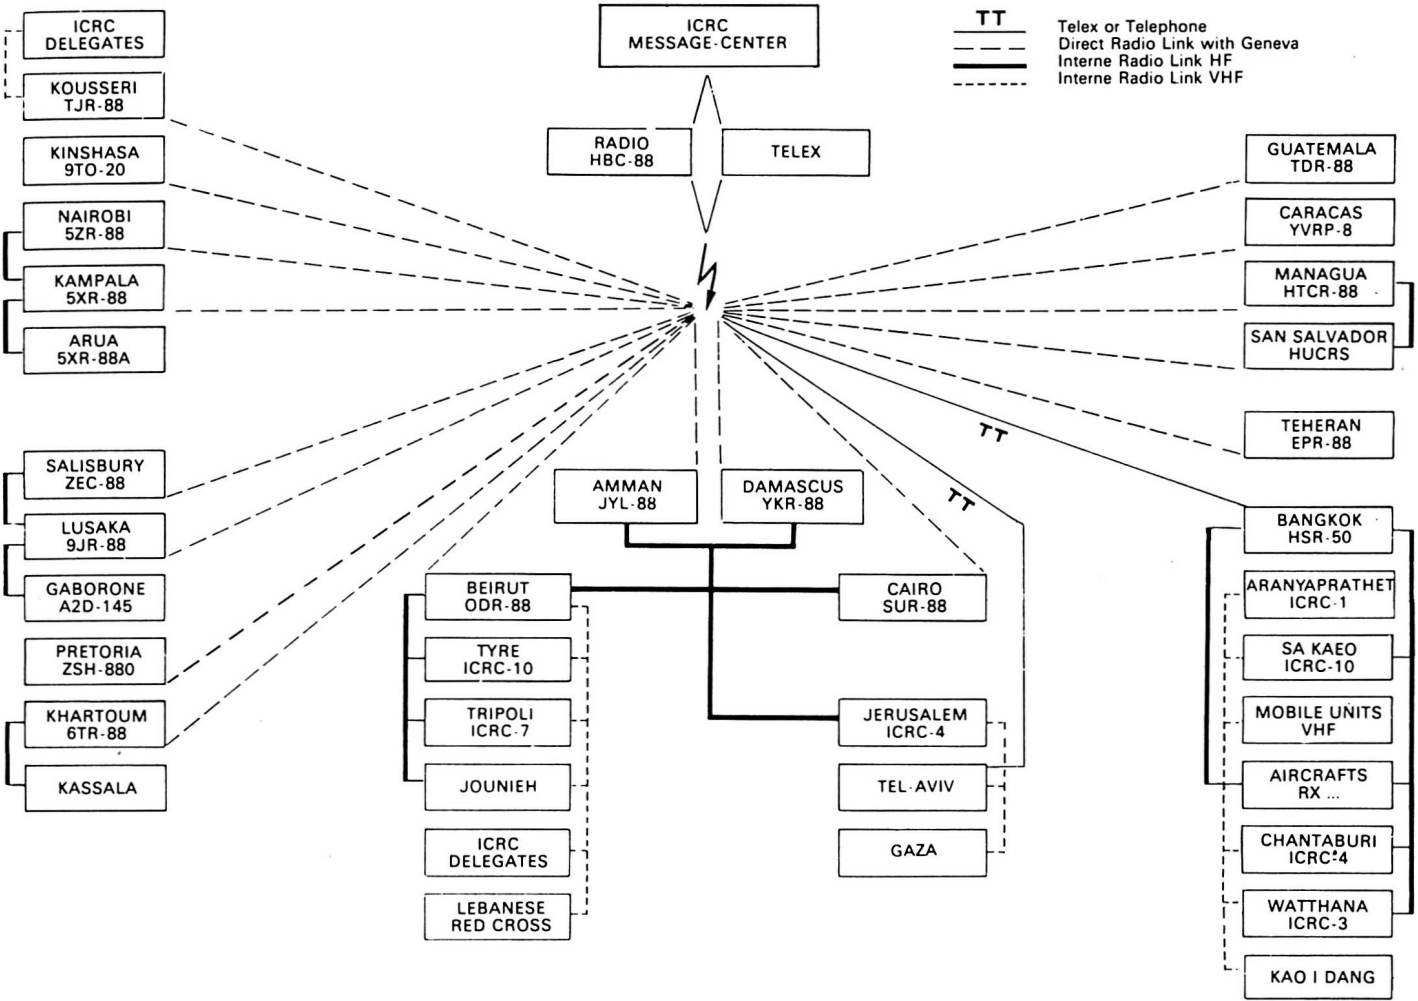 ICRC
DELEGATES
KOUSSERI
TJR-88
KINSHASA
9TO-20
NAIROBI
5ZR-88
KAMPALA
5XR-88
ARUA
5XR-88A
SALISBURY
ZEC-88
LUSAKA
9JR-88
GABORONE
A2D-145
PRETORIA
ZSH-880
KHARTOUM
6TR-88
KASSALA
ICRC
MESSAGE-CENTER
RADIO
HBC-88
TELEX
TT
Telex or Telephone
Direct Radio Link with Geneva
Interne Radio Link HF
Interne Radio Link VHF
AMMAN
JYL-88
DAMASCUS
YKR-88
BEIRUT
ODR-88
TYRE
ICRC-10
TRIPOLI
ICRC-7
JOUNIEH
ICRC
DELEGATES
LEBANESE
RED CROSS
CAIRO
SUR-88
JERUSALEM
ICRC-4
TEL-AVIV
GAZA
TT
TT
GUATEMALA
TDR-88
CARACAS
YVRP-8
MANAGUA
HTCR-88
SAN SALVADOR
HUCRS
TEHERAN
EPR-88
BANGKOK
HSR-50
ARANYAPRATHET
ICRC-1
SA KAEO
ICRC-10
MOBILE UNITS
VHF
AIRCRAFTS
RX ...
CHANTABURI
ICRC-4
WATTHANA
ICRC-3
KAO I DANG